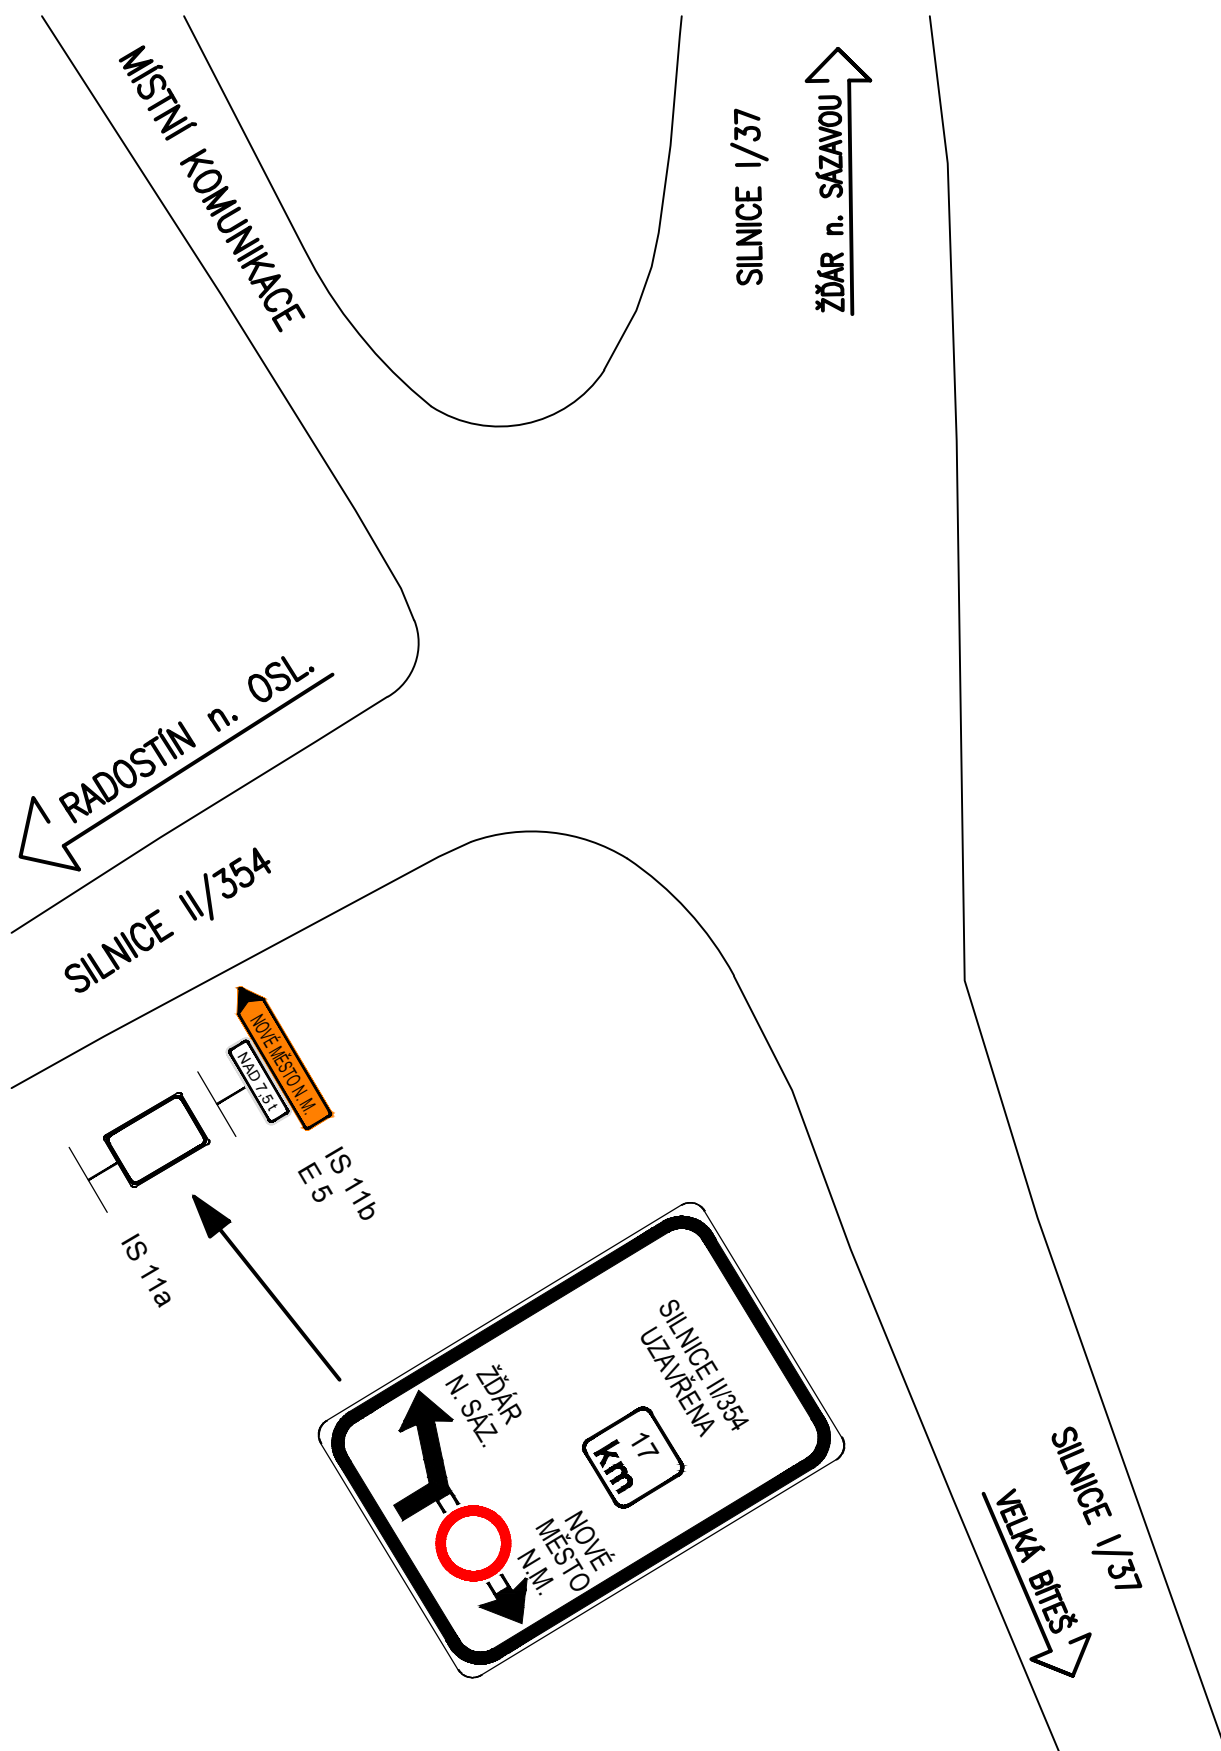 MÍSTNÍ KOMUNIKACE
SILNICE I/37
ŽĎÁR n. SÁZAVOU
RADOSTÍN n. OSL.
SILNICE II/354
NOVÉ MĚSTO N. M.
NAD 7,5 t
IS 11b
E 5
IS 11a
SILNICE II/354
UZAVŘENA
17
km
ŽĎÁR
N. SÁZ.
NOVÉ
MĚSTO
N.M.
SILNICE I/37
VELKÁ BÍTEŠ